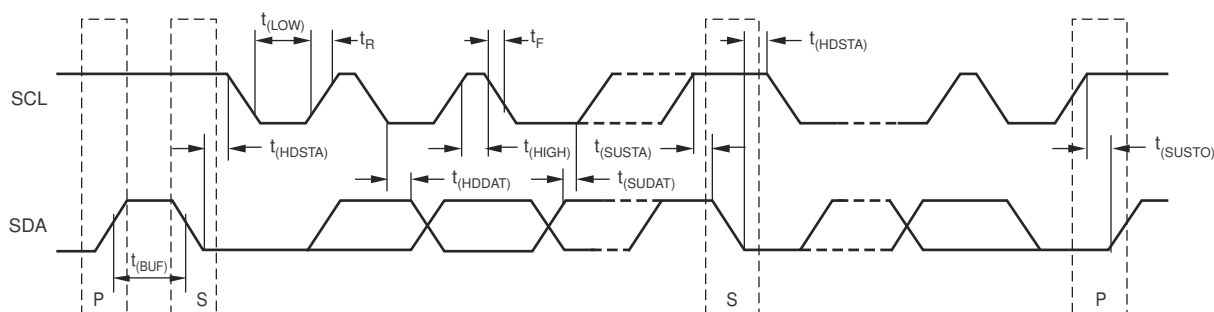 t(LOW)
tR
tF
t(HDSTA)
SCL
t(HDSTA)
t(HIGH)
t(SUSTA)
t(SUSTO)
t(HDDAT)
t(SUDAT)
SDA
t(BUF)
P
S
S
P